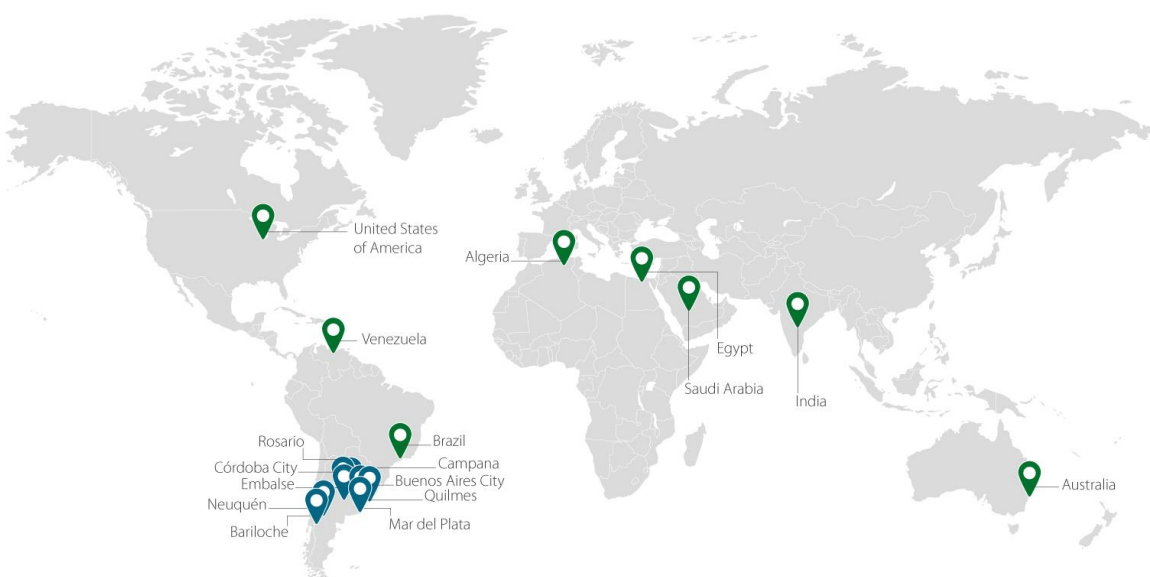 United States
of America
Algeria
Venezuela
Egypt
Saudi Arabia
India
Rosario
Brazil
Córdoba City
Campana
Embalse
Buenos Aires City
Quilmes
Australia
Neuquén
Mar del Plata
Bariloche